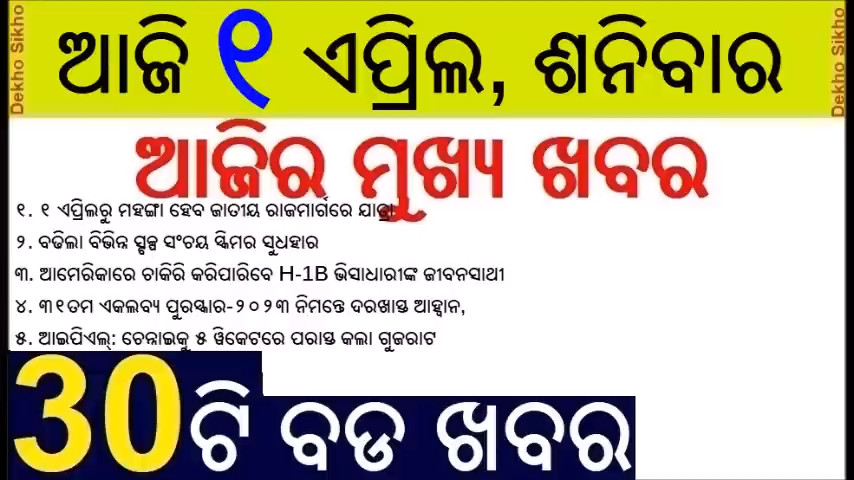 Dekho Sikho
ଆଜି ୧ ଏପ୍ରିଲ, ଶନିବାର
Dekho Sikho
ଆଜିର ମୁଖ୍ୟ ଖବର
୧. ୧ ଏପ୍ରିଲରୁ ମହଙ୍ଗା ହେବ ଜାତୀୟ ରାଜମାର୍ଗରେ ଯାତ୍ରା
୨. ବଢିଲା ବିଭିନ୍ନ ସ୍ବଳ୍ପ ସଂଚୟ ସ୍କିମର ସୁଧହାର
୩. ଆମେରିକାରେ ଚାକିରି କରିପାରିବେ H-1B ଭିସାଧାରୀଙ୍କ ଜୀବନସାଥୀ
୪. ୩୧ତମ ଏକଲବ୍ୟ ପୁରସ୍କାର-୨୦୨୩ ନିମନ୍ତେ ଦରଖାସ୍ତ ଆହ୍ବାନ,
୫. ଆଇପିଏଲ୍: ଚେନ୍ନାଇକୁ ୫ ୱିକେଟରେ ପରାସ୍ତ କଲା ଗୁଜରାଟ
30ଟି ବଡ ଖବର